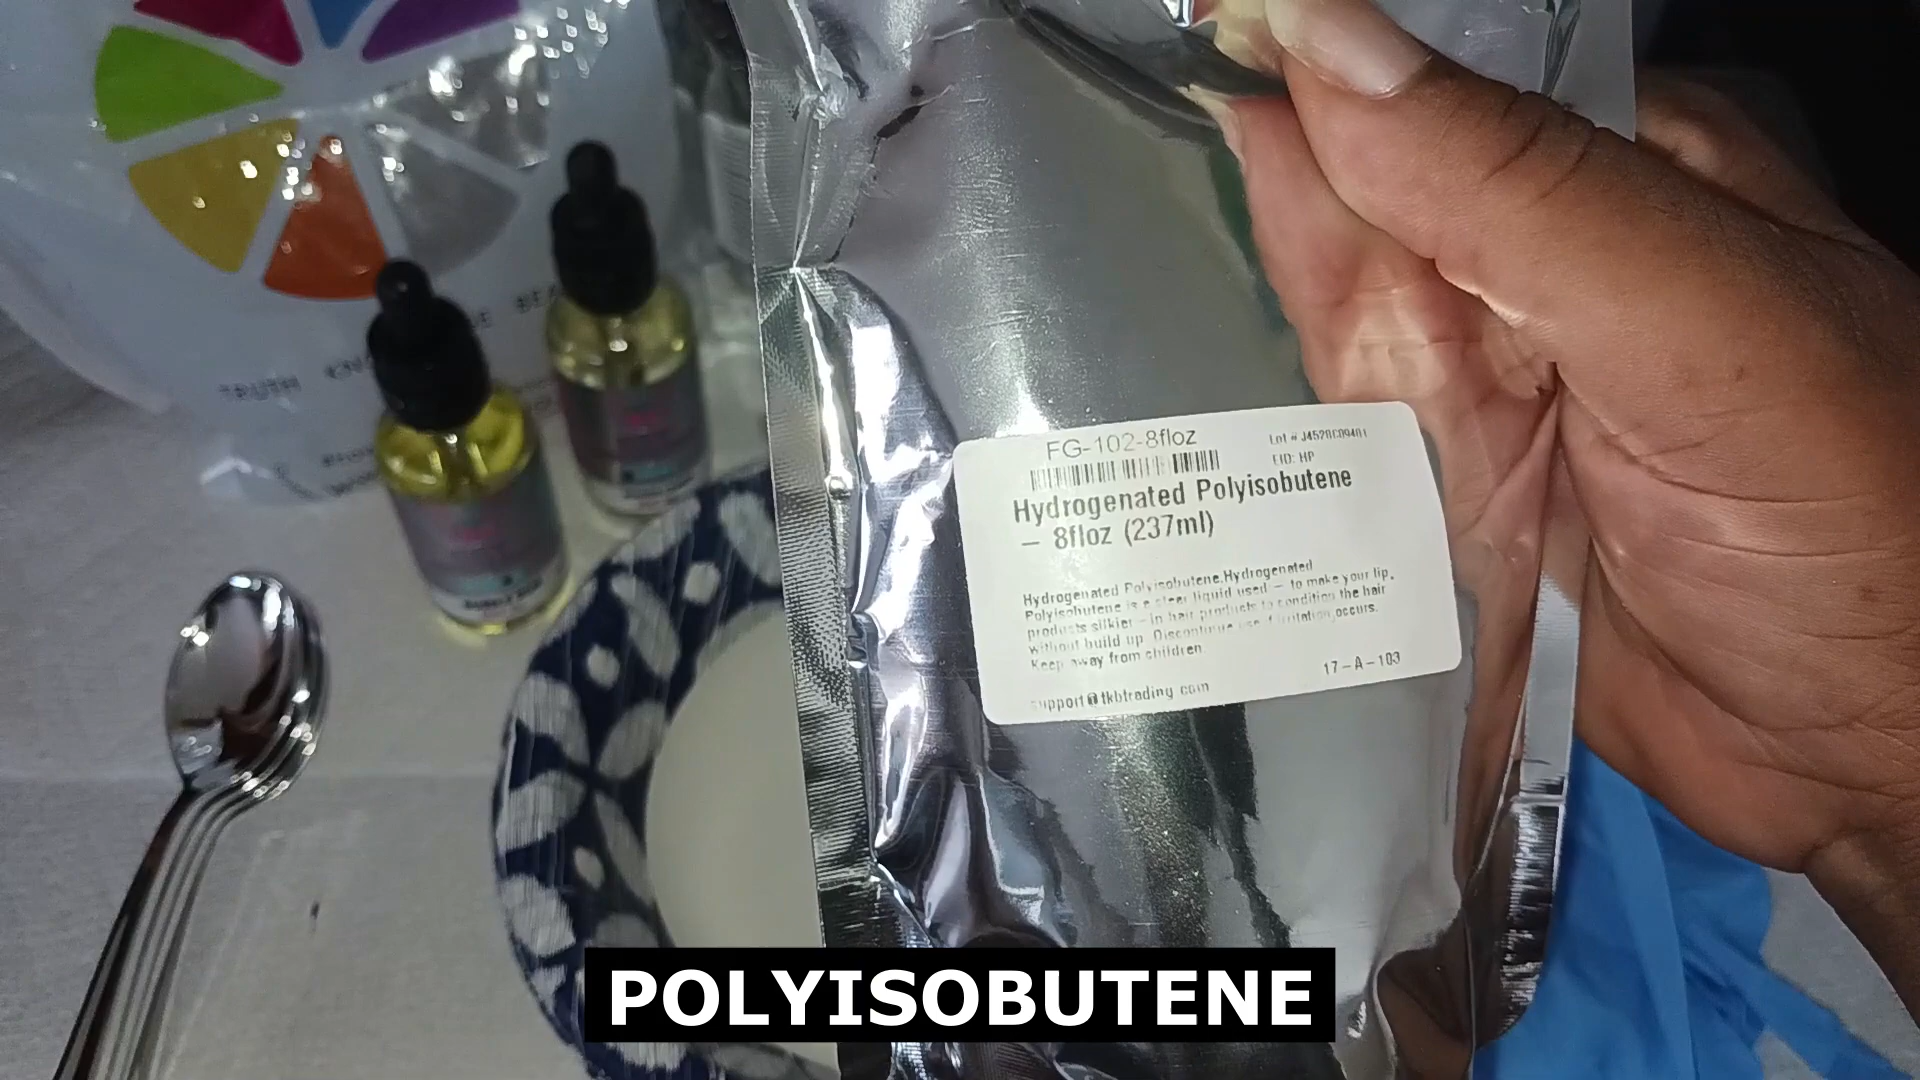 TRUTH
FG-102-8floz
Lot # J4528C09401
EID: HP
Hydrogenated Polyisobutene
– 8floz (237ml)
Hydrogenated Polyisobutene.Hydrogenated
Polyisobutene is a clear liquid used – to make your lip.
products silkier – in hair products to condition the hair
without build up. Discontinue use if irritation occurs.
Keep away from children.
17-A-103
support@tkbtrading.com
POLYISOBUTENE